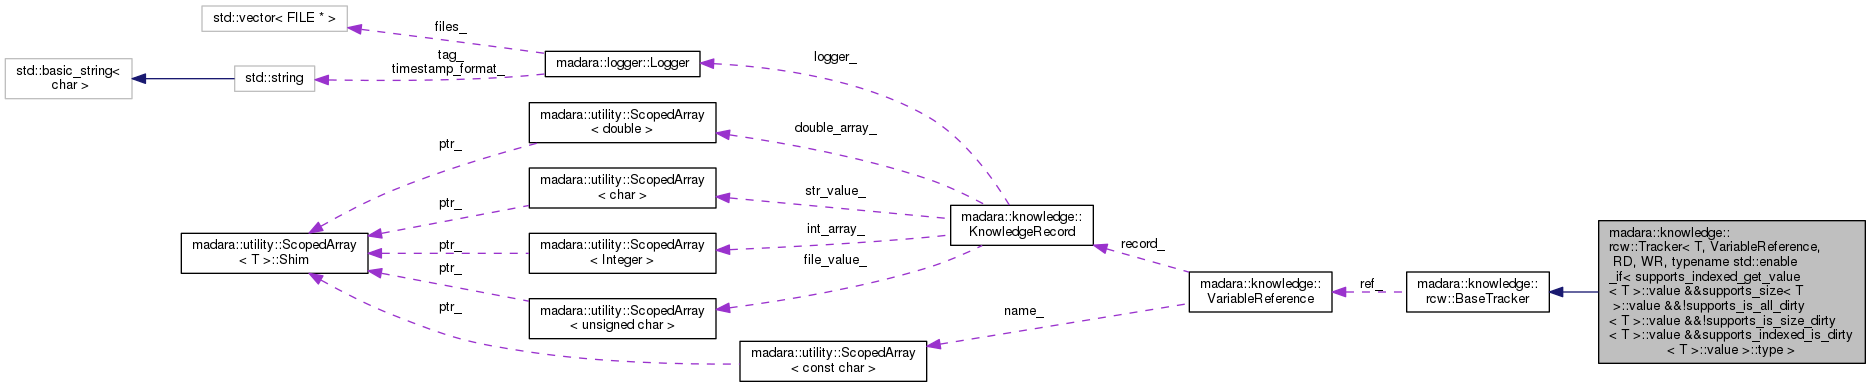 std::vector< FILE * >
files_
std::basic_string<
char >
std::string
tag_
timestamp_format_
madara::logger::Logger
logger_
madara::utility::ScopedArray
< double >
double_array_
ptr_
madara::utility::ScopedArray
< char >
str_value_
ptr_
madara::utility::ScopedArray
< T >::Shim
ptr_
madara::utility::ScopedArray
< Integer >
int_array_
ptr_
madara::utility::ScopedArray
< unsigned char >
file_value_
ptr_
madara::utility::ScopedArray
< const char >
name_
madara::knowledge::
KnowledgeRecord
record_
madara::knowledge::
VariableReference
ref_
madara::knowledge::
rcw::BaseTracker
madara::knowledge::
rcw::Tracker< T, VariableReference,
RD, WR, typename std::enable
_if< supports_indexed_get_value
< T >::value &&supports_size< T
>::value &&!supports_is_all_dirty
< T >::value &&!supports_is_size_dirty
< T >::value &&supports_indexed_is_dirty
< T >::value >::type >